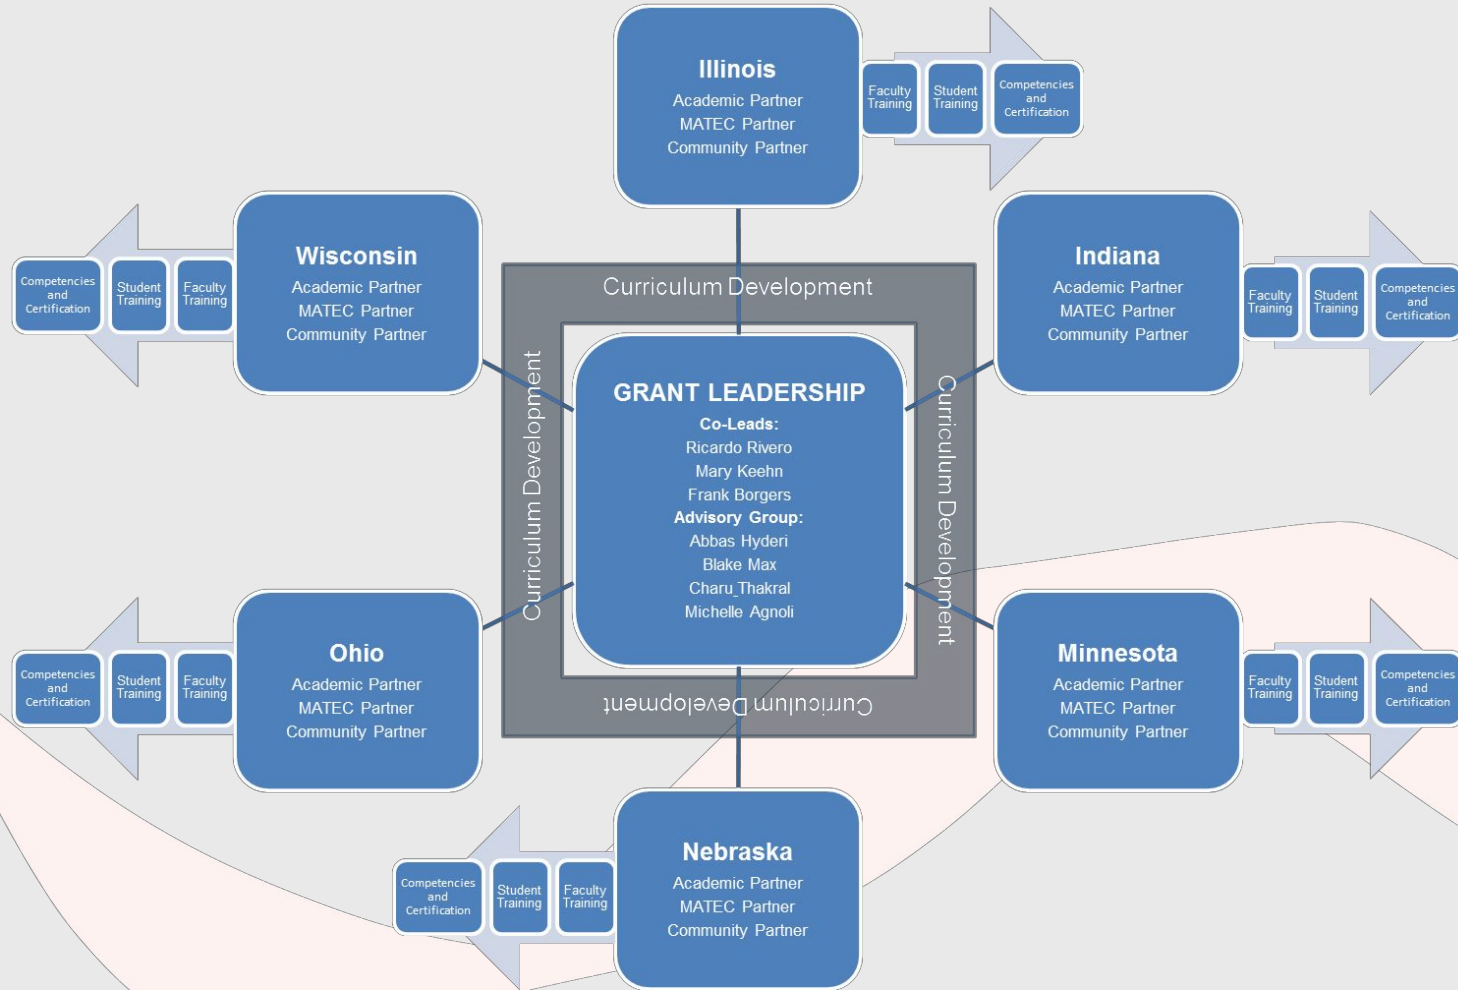 Illinois
Academic Partner
MATEC Partner
Community Partner
Faculty
Training
Student
Training
Competencies
and
Certification
Wisconsin
Academic Partner
MATEC Partner
Community Partner
Competencies
and
Certification
Student
Training
Faculty
Training
Indiana
Academic Partner
MATEC Partner
Community Partner
Faculty
Training
Student
Training
Competencies
and
Certification
Curriculum Development
Curriculum Development
Curriculum Development
Curriculum Development
GRANT LEADERSHIP
Co-Leads:
Ricardo Rivero
Mary Keehn
Frank Borgers
Advisory Group:
Abbas Hyderi
Blake Max
Charu_Thakral
Michelle Agnoli
Ohio
Academic Partner
MATEC Partner
Community Partner
Competencies
and
Certification
Student
Training
Faculty
Training
Minnesota
Academic Partner
MATEC Partner
Community Partner
Faculty
Training
Student
Training
Competencies
and
Certification
Nebraska
Academic Partner
MATEC Partner
Community Partner
Competencies
and
Certification
Student
Training
Faculty
Training